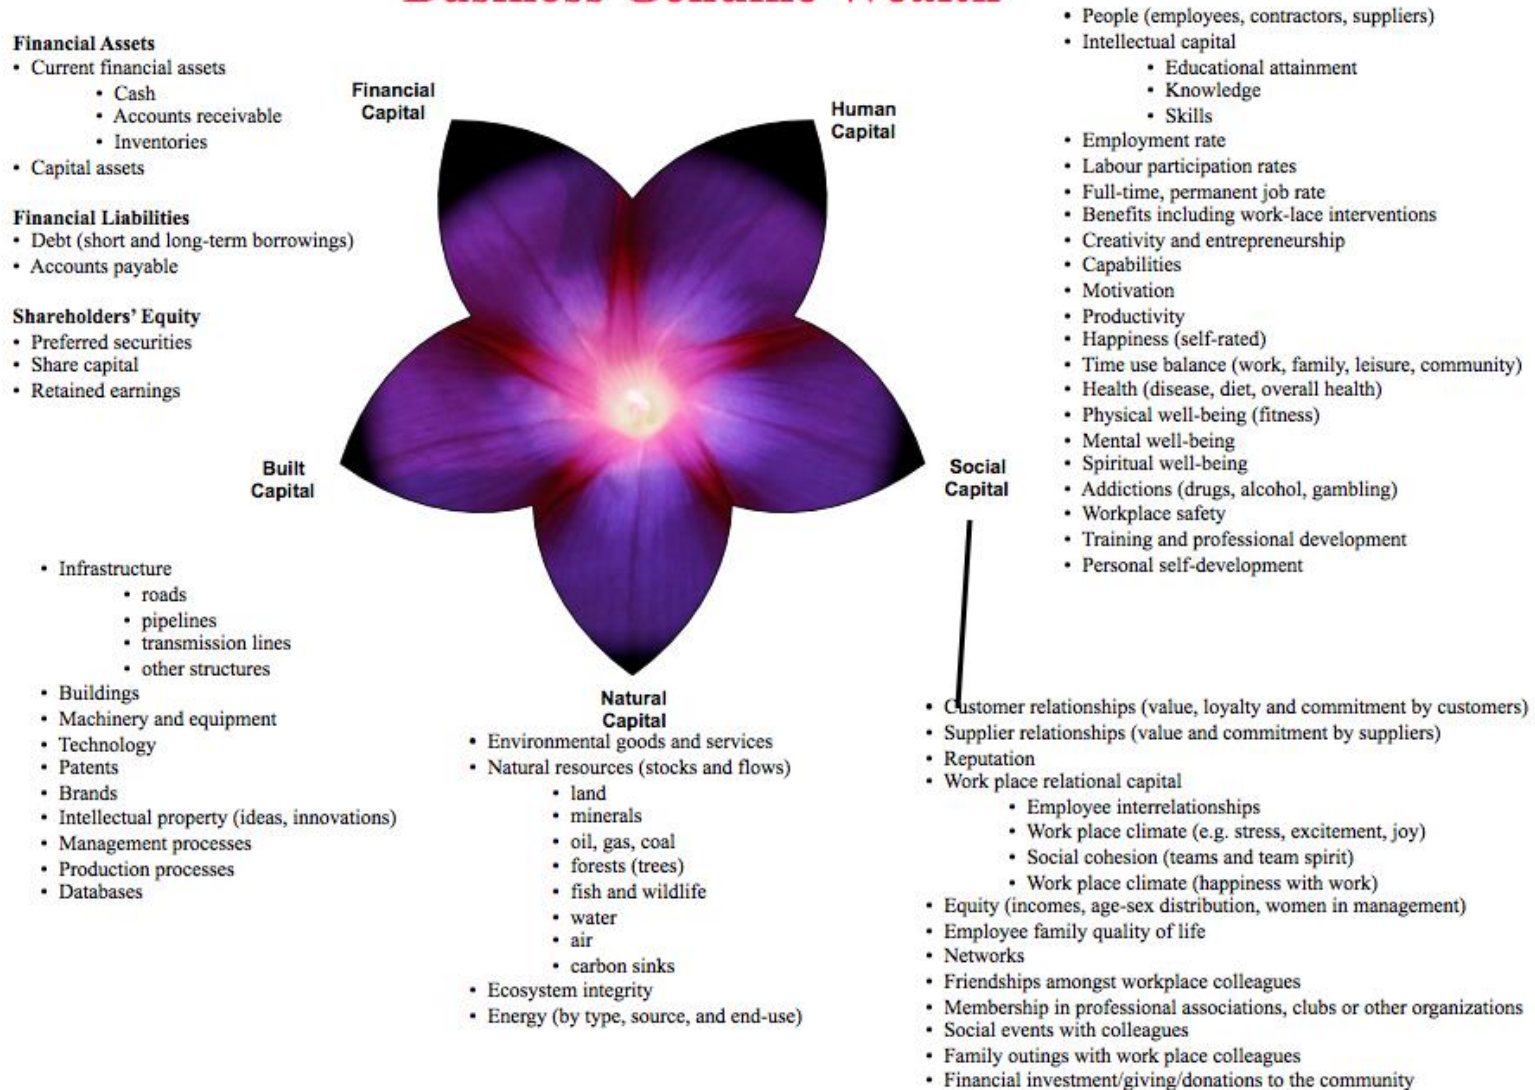 Business Genuine Wealth
Financial Assets
• Current financial assets
• Cash
• Accounts receivable
• Inventories
• Capital assets
Financial Liabilities
• Debt (short and long-term borrowings)
• Accounts payable
Shareholders' Equity
• Preferred securities
• Share capital
• Retained earnings
Financial
Capital
Human
Capital
• People (employees, contractors, suppliers)
• Intellectual capital
• Educational attainment
• Knowledge
• Skills
• Employment rate
• Labour participation rates
• Full-time, permanent job rate
• Benefits including work-lace interventions
• Creativity and entrepreneurship
• Capabilities
• Motivation
• Productivity
• Happiness (self-rated)
• Time use balance (work, family, leisure, community)
• Health (disease, diet, overall health)
• Physical well-being (fitness)
• Mental well-being
• Spiritual well-being
• Addictions (drugs, alcohol, gambling)
• Workplace safety
• Training and professional development
• Personal self-development
Built
Capital
• Infrastructure
• roads
• pipelines
• transmission lines
• other structures
• Buildings
• Machinery and equipment
• Technology
• Patents
• Brands
• Intellectual property (ideas, innovations)
• Management processes
• Production processes
• Databases
Natural
Capital
• Environmental goods and services
• Natural resources (stocks and flows)
• land
• minerals
• oil, gas, coal
• forests (trees)
• fish and wildlife
• water
• air
• carbon sinks
• Ecosystem integrity
• Energy (by type, source, and end-use)
Social
Capital
• Customer relationships (value, loyalty and commitment by customers)
• Supplier relationships (value and commitment by suppliers)
• Reputation
• Work place relational capital
• Employee interrelationships
• Work place climate (e.g. stress, excitement, joy)
• Social cohesion (teams and team spirit)
• Work place climate (happiness with work)
• Equity (incomes, age-sex distribution, women in management)
• Employee family quality of life
• Networks
• Friendships amongst workplace colleagues
• Membership in professional associations, clubs or other organizations
• Social events with colleagues
• Family outings with work place colleagues
• Financial investment/giving/donations to the community